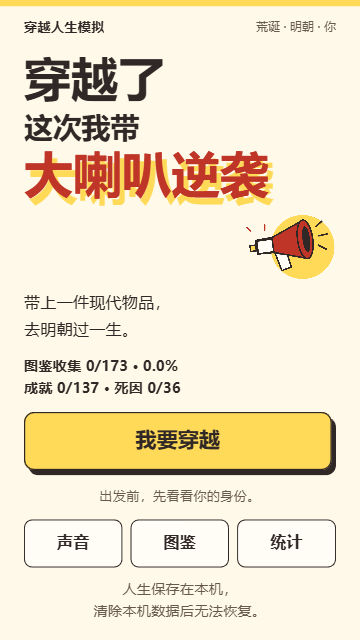 穿越人生模拟
荒诞 · 明朝 · 你
穿越了
这次我带
大喇叭逆袭
带上一件现代物品，
去明朝过一生。
图鉴收集 0/173 • 0.0%
成就 0/137 • 死因 0/36
我要穿越
出发前，先看看你的身份。
声音
图鉴
统计
人生保存在本机，
清除本机数据后无法恢复。